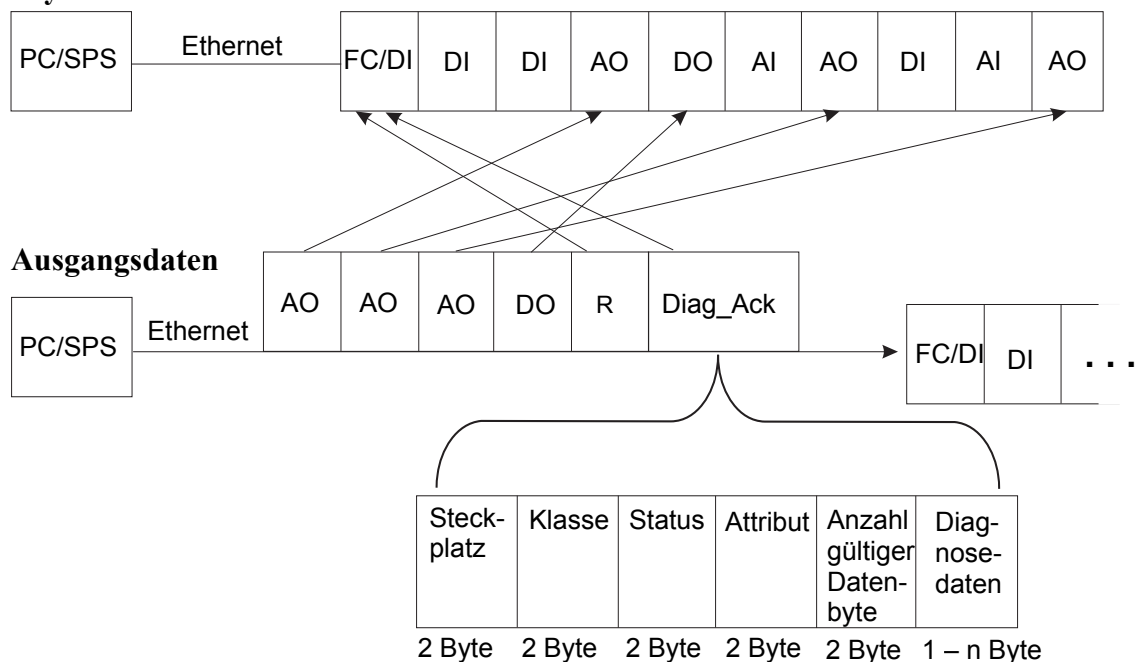 PC/SPS Ethernet FC/DI DI DI AO DO AI AO DI AI AO
Ausgangsdaten
AO AO AO DO R Diag_Ack
PC/SPS Ethernet FC/DI DI . . .
Steck-
platz
Klasse
Status
Attribut
Anzahl
gültiger
Daten-
byte
Diag-
nose-
daten
2 Byte 2 Byte 2 Byte 2 Byte 2 Byte 1 – n Byte